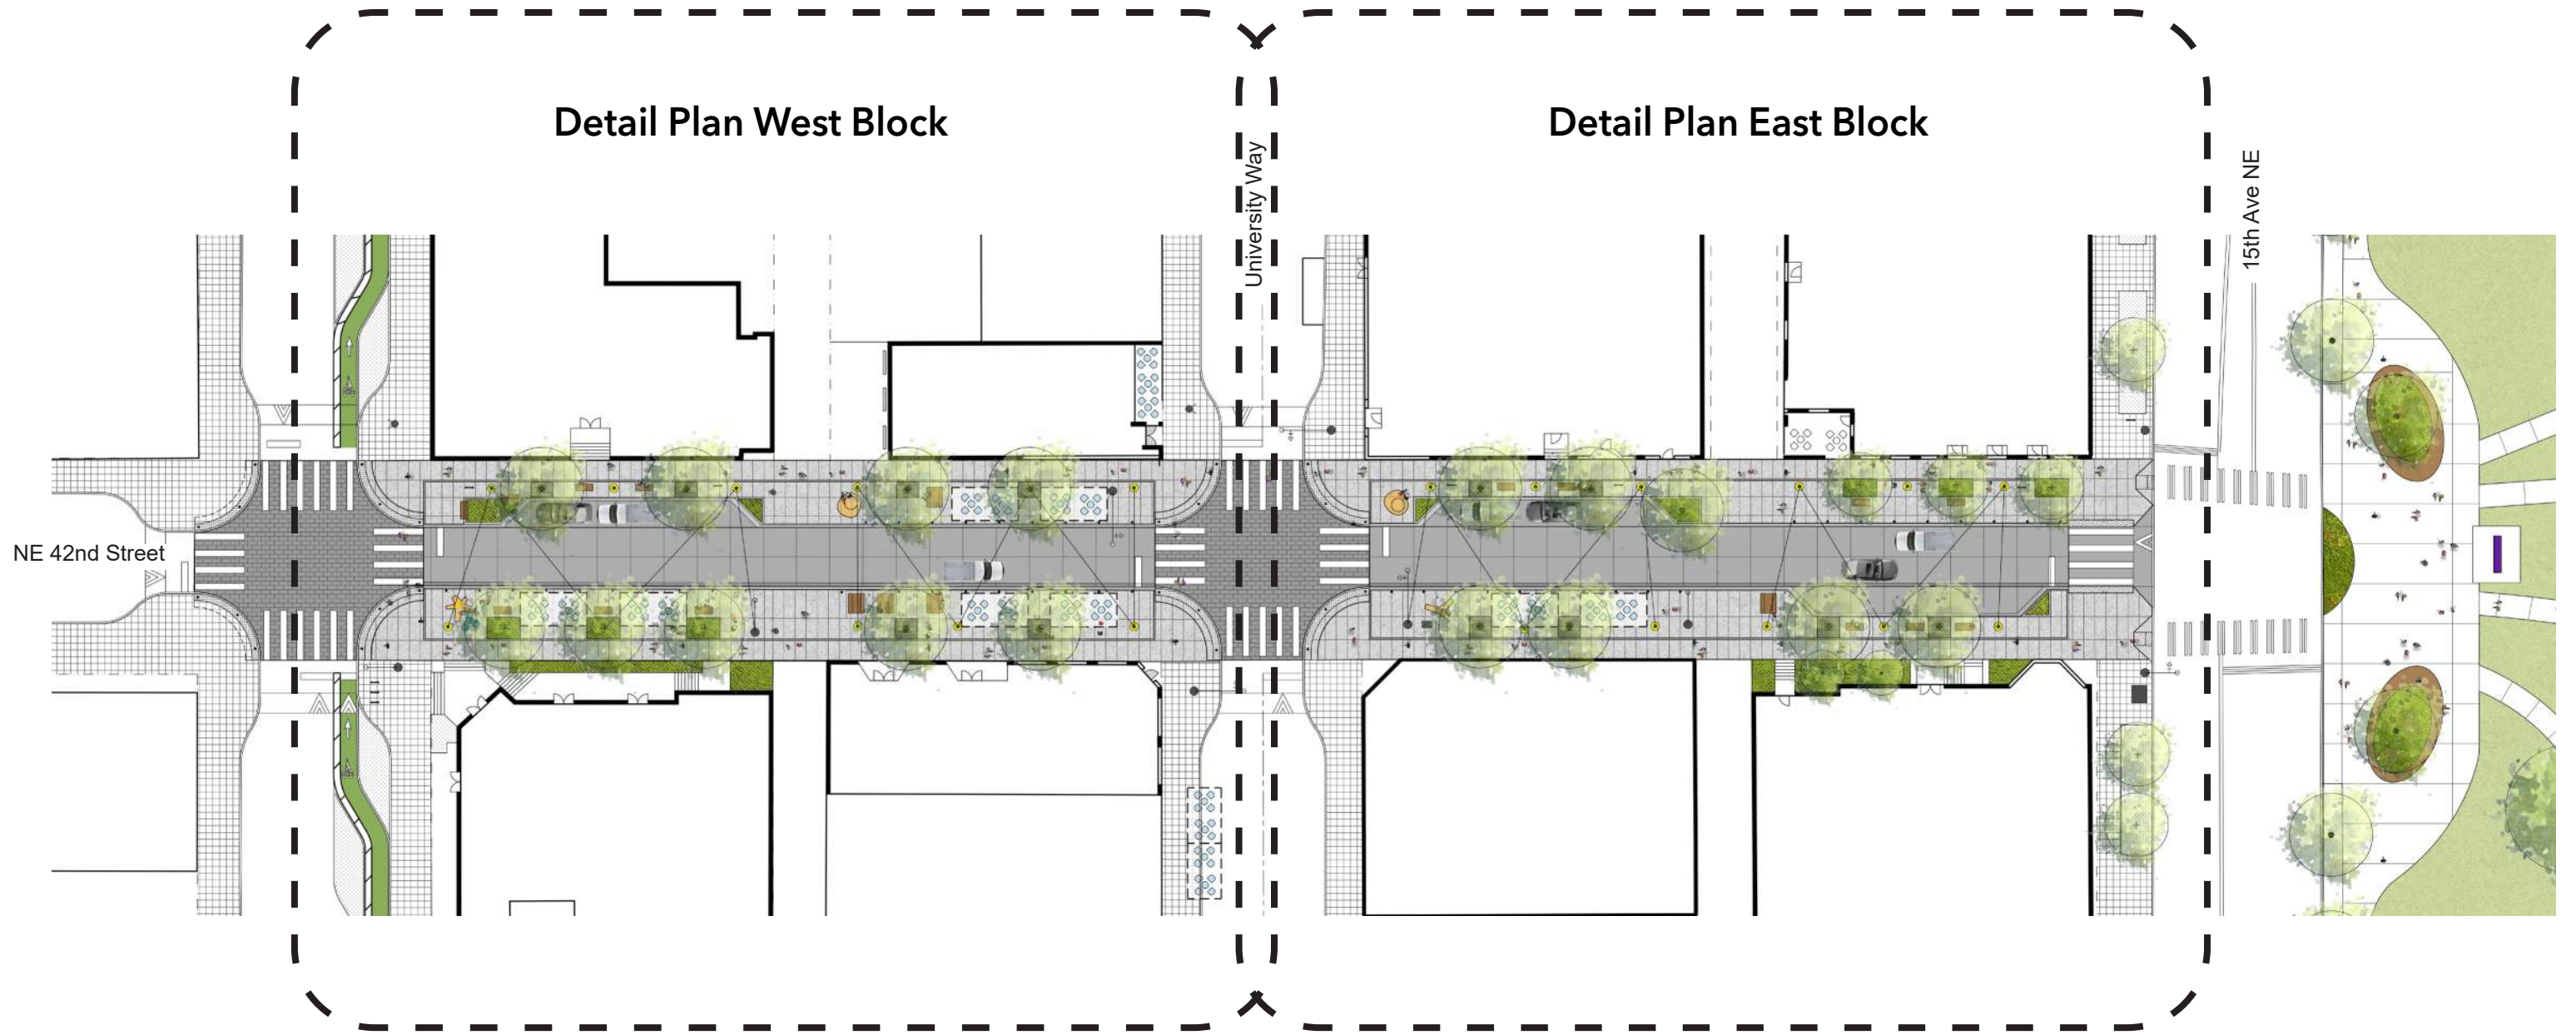 Detail Plan West Block
Detail Plan East Block
University Way
15th Ave NE
NE 42nd Street